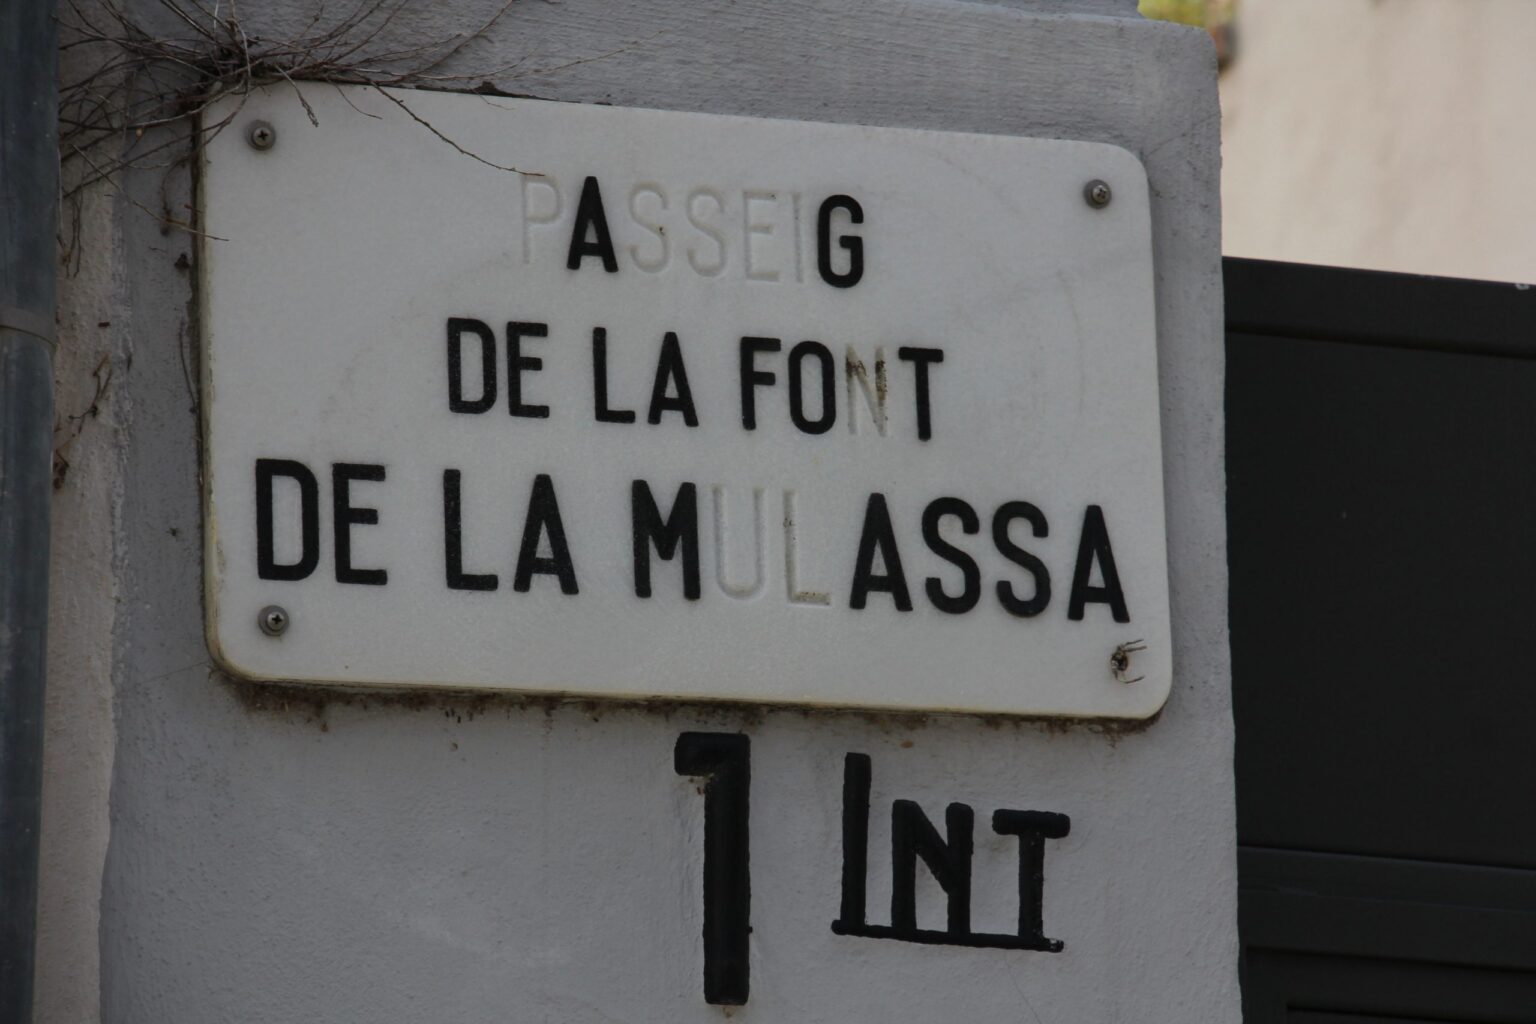 PASSEIG
DE LA FONT
DE LA MULASSA
1 INT